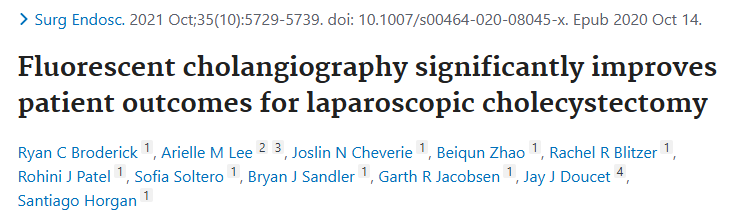 Surg Endosc. 2021 Oct;35(10):5729-5739. doi: 10.1007/s00464-020-08045-x. Epub 2020 Oct 14.
Fluorescent cholangiography significantly improves
patient outcomes for laparoscopic cholecystectomy
Ryan C Broderick 1, Arielle M Lee 2 3, Joslin N Cheverie 1, Beiqun Zhao 1, Rachel R Blitzer 1,
Rohini J Patel 1, Sofia Soltero 1, Bryan J Sandler 1, Garth R Jacobsen 1, Jay J Doucet 4,
Santiago Horgan 1